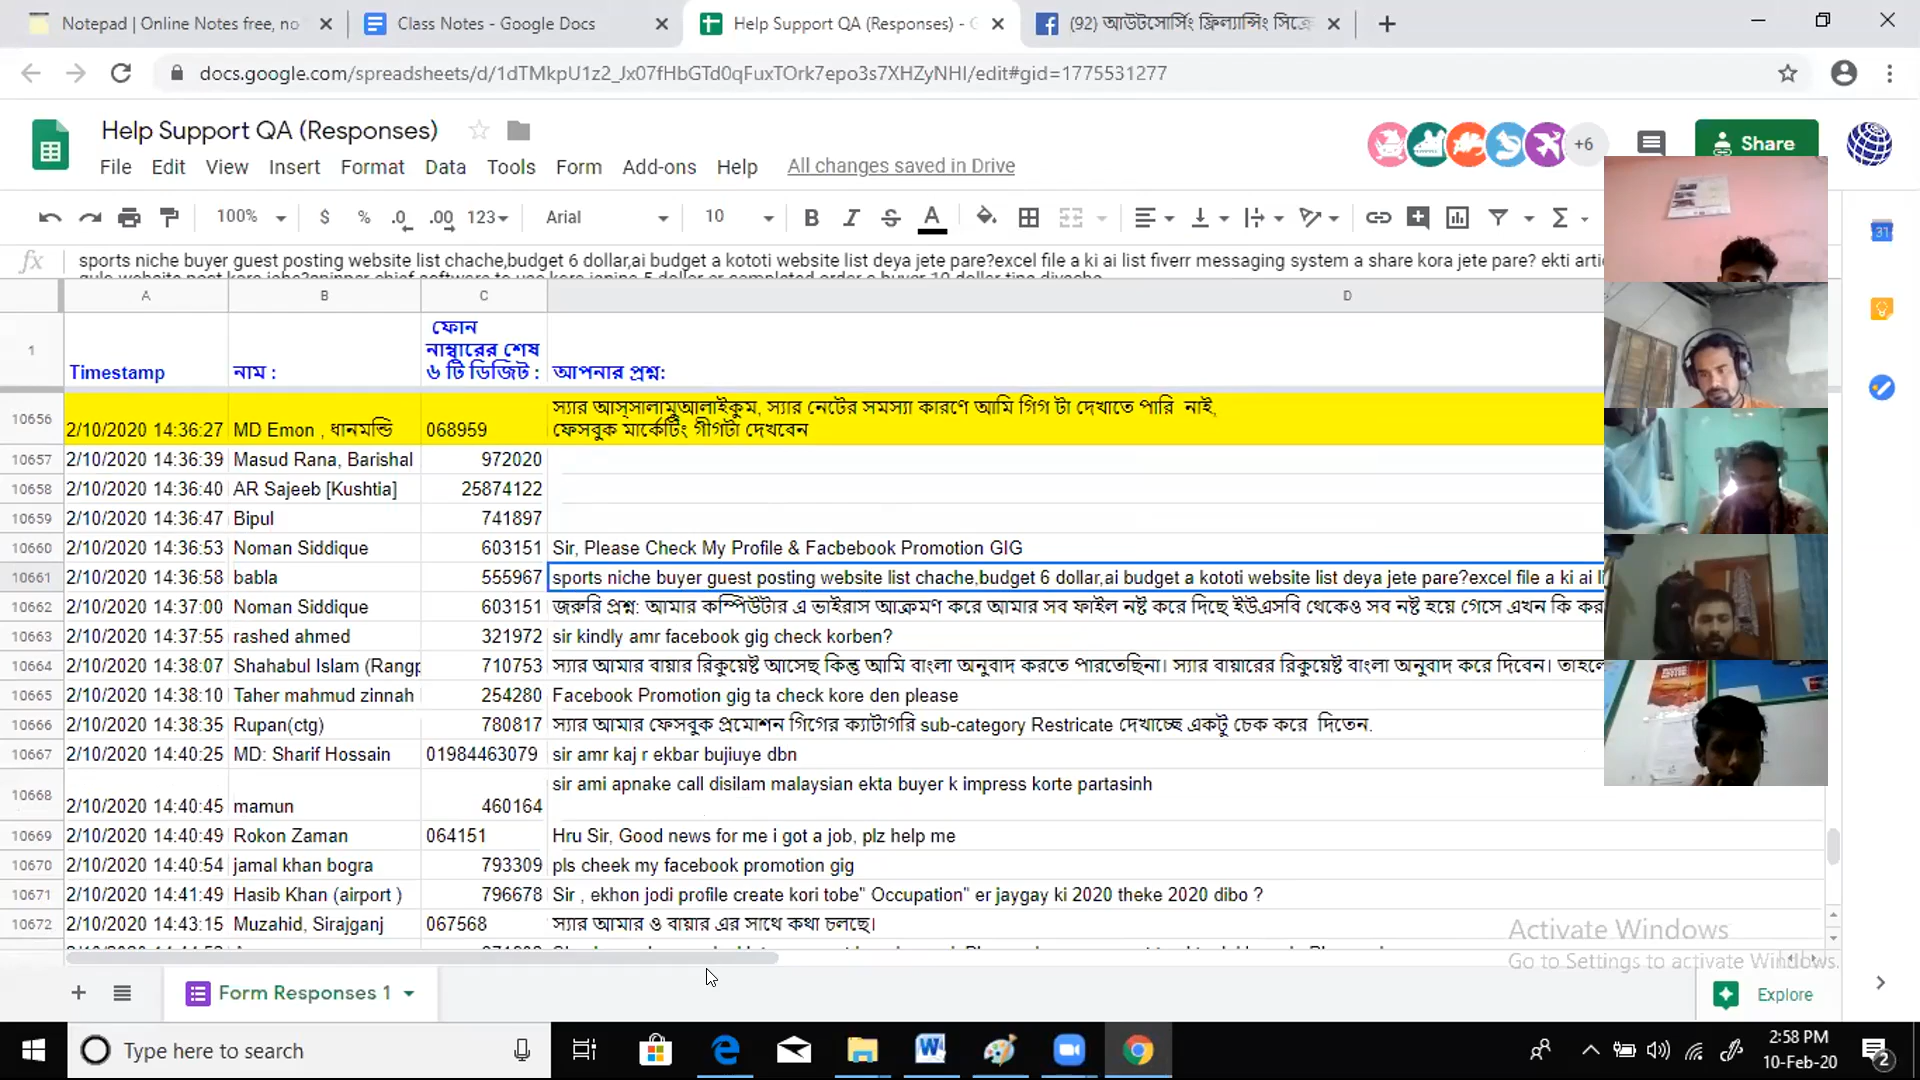 Notepad | Online Notes free, no
Class Notes - Google Docs
Help Support QA (Responses) - G
(92) আউটসোর্সিং ফ্রিল্যান্সিং সিক্রে
docs.google.com/spreadsheets/d/1dTMkpU1z2_Jx07fHbGTd0qFuxTOrk7epo3s7XHZyNHI/edit#gid=1775531277
Help Support QA (Responses)
+6
Share
File Edit View Insert Format Data Tools Form Add-ons Help All changes saved in Drive
100% $ % .0 .00 123 Arial 10 B I S A Σ
31
fx sports niche buyer guest posting website list chache,budget 6 dollar,ai budget a kototi website list deya jete pare?excel file a ki ai list fiverr messaging system a share kora jete pare? ekti artic
A B C D
1 Timestamp নাম : ফোন নাম্বারের শেষ ৬ টি ডিজিট : আপনার প্রশ্ন:
10656 2/10/2020 14:36:27 MD Emon , ধানমন্ডি 068959 স্যার আস্সালামুআলাইকুম, স্যার নেটের সমস্যা কারণে আমি গিগ টা দেখাতে পারি নাই,
ফেসবুক মার্কেটিং গীগটা দেখবেন
10657 2/10/2020 14:36:39 Masud Rana, Barishal 972020
10658 2/10/2020 14:36:40 AR Sajeeb [Kushtia] 25874122
10659 2/10/2020 14:36:47 Bipul 741897
10660 2/10/2020 14:36:53 Noman Siddique 603151 Sir, Please Check My Profile & Facbebook Promotion GIG
10661 2/10/2020 14:36:58 babla 555967 sports niche buyer guest posting website list chache,budget 6 dollar,ai budget a kototi website list deya jete pare?excel file a ki ai li
10662 2/10/2020 14:37:00 Noman Siddique 603151 জরুরি প্রশ্ন: আমার কম্পিউটার এ ভাইরাস আক্রমণ করে আমার সব ফাইল নষ্ট করে দিছে ইউএসবি থেকেও সব নষ্ট হয়ে গেসে এখন কি কর
10663 2/10/2020 14:37:55 rashed ahmed 321972 sir kindly amr facebook gig check korben?
10664 2/10/2020 14:38:07 Shahabul Islam (Rangp 710753 স্যার আমার বায়ার রিকুয়েষ্ট আসেছ কিন্তু আমি বাংলা অনুবাদ করতে পারতেছিনা। স্যার বায়ারের রিকুয়েষ্ট বাংলা অনুবাদ করে দিবেন। তাহলে
10665 2/10/2020 14:38:10 Taher mahmud zinnah 254280 Facebook Promotion gig ta check kore den please
10666 2/10/2020 14:38:35 Rupan(ctg) 780817 স্যার আমার ফেসবুক প্রমোশন গিগের ক্যাটাগরি sub-category Restricate দেখাচ্ছে একটু চেক করে দিতেন.
10667 2/10/2020 14:40:25 MD: Sharif Hossain 01984463079 sir amr kaj r ekbar bujiuye dbn
10668 2/10/2020 14:40:45 mamun 460164 sir ami apnake call disilam malaysian ekta buyer k impress korte partasinh
10669 2/10/2020 14:40:49 Rokon Zaman 064151 Hru Sir, Good news for me i got a job, plz help me
10670 2/10/2020 14:40:54 jamal khan bogra 793309 pls cheek my facebook promotion gig
10671 2/10/2020 14:41:49 Hasib Khan (airport ) 796678 Sir , ekhon jodi profile create kori tobe" Occupation" er jaygay ki 2020 theke 2020 dibo ?
10672 2/10/2020 14:43:15 Muzahid, Sirajganj 067568 স্যার আমার ও বায়ার এর সাথে কথা চলছে।
Activate Windows
Go to Settings to activate Windows.
Form Responses 1
Explore
Type here to search
2:58 PM
10-Feb-20
2